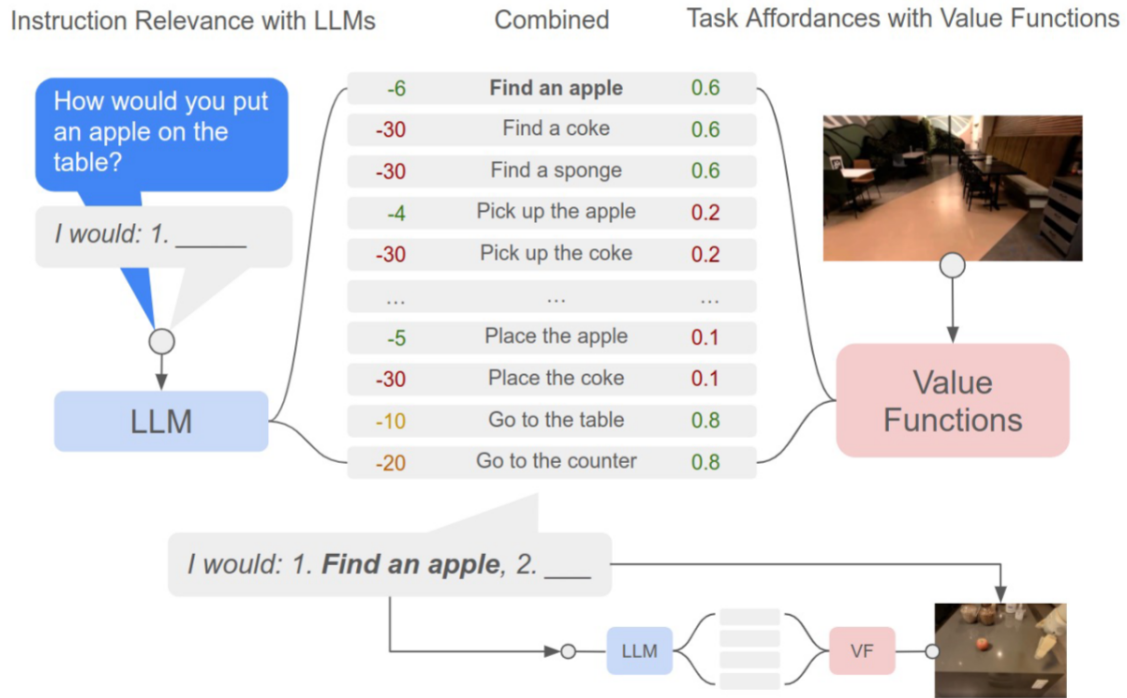 Instruction Relevance with LLMs
Combined
Task Affordances with Value Functions
How would you put
an apple on the
table?
I would: 1. _____
LLM
-6 Find an apple 0.6
-30 Find a coke 0.6
-30 Find a sponge 0.6
-4 Pick up the apple 0.2
-30 Pick up the coke 0.2
... ... ...
-5 Place the apple 0.1
-30 Place the coke 0.1
-10 Go to the table 0.8
-20 Go to the counter 0.8
Value
Functions
I would: 1. Find an apple, 2. ___
LLM
VF